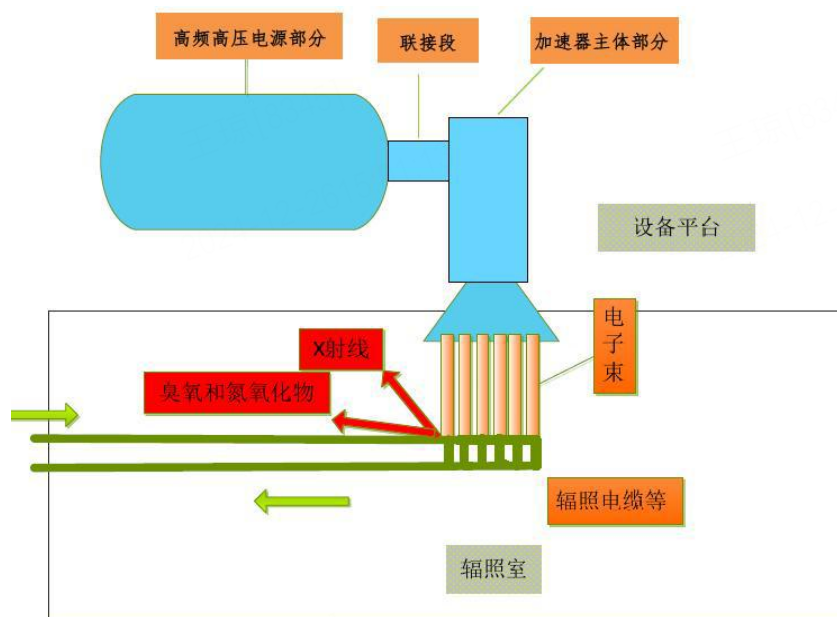 高频高压电源部分
联接段
加速器主体部分
设备平台
电
子
束
X射线
臭氧和氮氧化物
辐照电缆等
辐照室